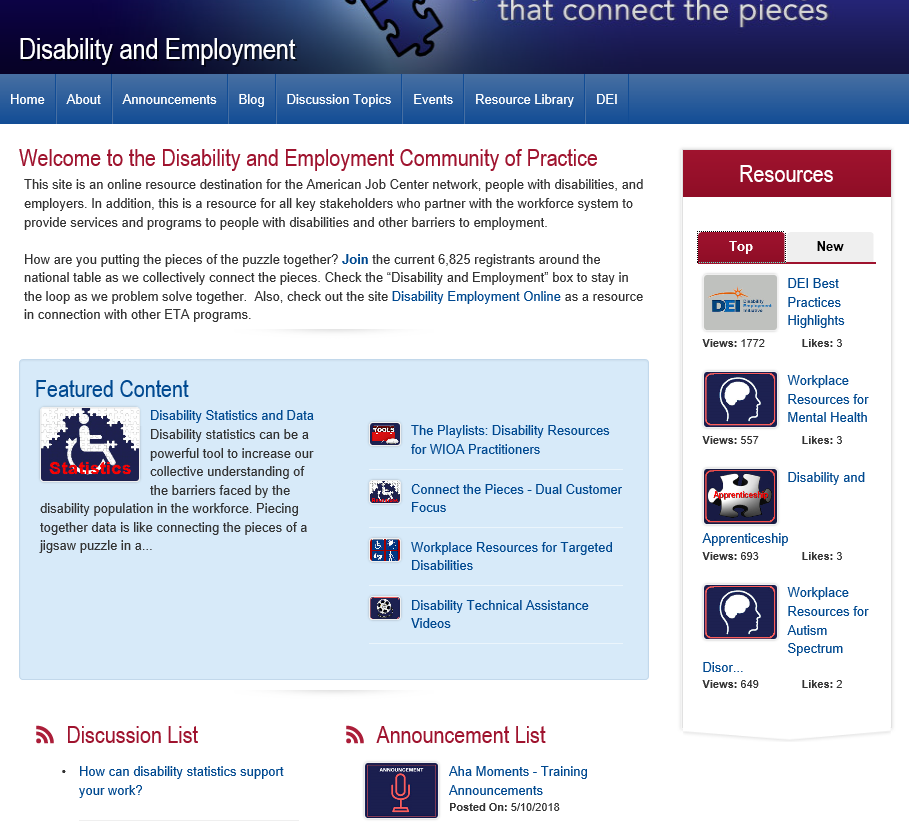 that connect the pieces
Disability and Employment
Home About Announcements Blog Discussion Topics Events Resource Library DEI
Welcome to the Disability and Employment Community of Practice
This site is an online resource destination for the American Job Center network, people with disabilities, and
employers. In addition, this is a resource for all key stakeholders who partner with the workforce system to
provide services and programs to people with disabilities and other barriers to employment.
How are you putting the pieces of the puzzle together? Join the current 6,825 registrants around the
national table as we collectively connect the pieces. Check the “Disability and Employment” box to stay in
the loop as we problem solve together.  Also, check out the site Disability Employment Online as a resource
in connection with other ETA programs.
Featured Content
Statistics
Disability Statistics and Data
Disability statistics can be a
powerful tool to increase our
collective understanding of
the barriers faced by the
disability population in the workforce. Piecing
together data is like connecting the pieces of a
jigsaw puzzle in a...
TOOLS
The Playlists: Disability Resources
for WIOA Practitioners
Connect the Pieces - Dual Customer
Focus
Workplace Resources for Targeted
Disabilities
Disability Technical Assistance
Videos
Discussion List
• How can disability statistics support
your work?
Announcement List
ANNOUNCEMENT
Aha Moments - Training
Announcements
Posted On: 5/10/2018
Resources
Top New
DEI Disability
Employment
Initiative
DEI Best
Practices
Highlights
Views: 1772 Likes: 3
Workplace
Resources for
Mental Health
Views: 557 Likes: 3
Apprenticeship
Disability and
Apprenticeship
Views: 693 Likes: 3
Workplace
Resources for
Autism
Spectrum
Disor...
Views: 649 Likes: 2